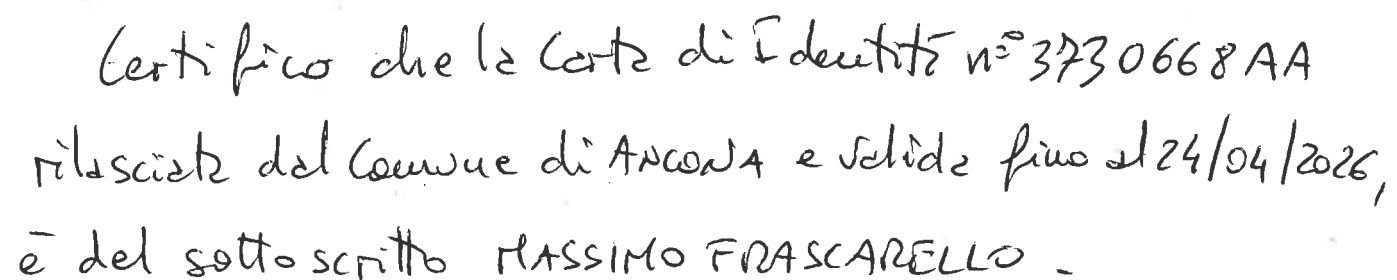 Certifico che la Carta di Identità n° 3730668AA
rilasciata dal Comune di ANCONA e valida fino al 24/04/2026,
è del sottoscritto MASSIMO FRASCARELLO.